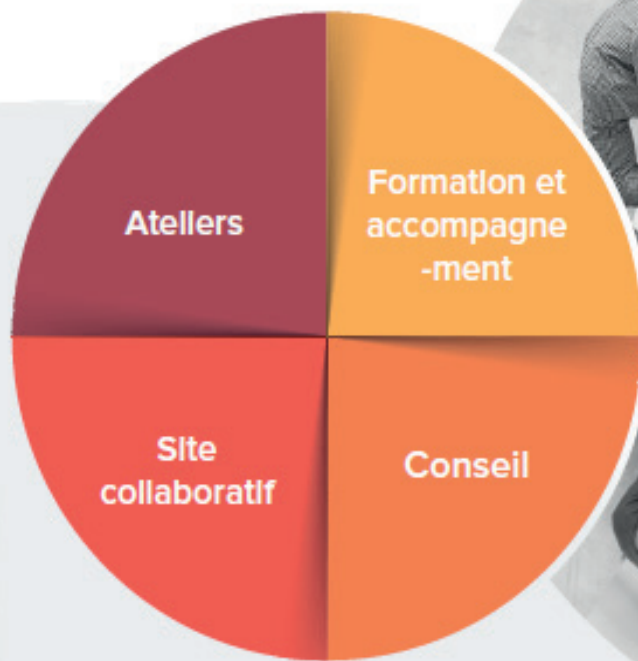 Ateliers
Formation et
accompagne
-ment
Site
collaboratif
Conseil